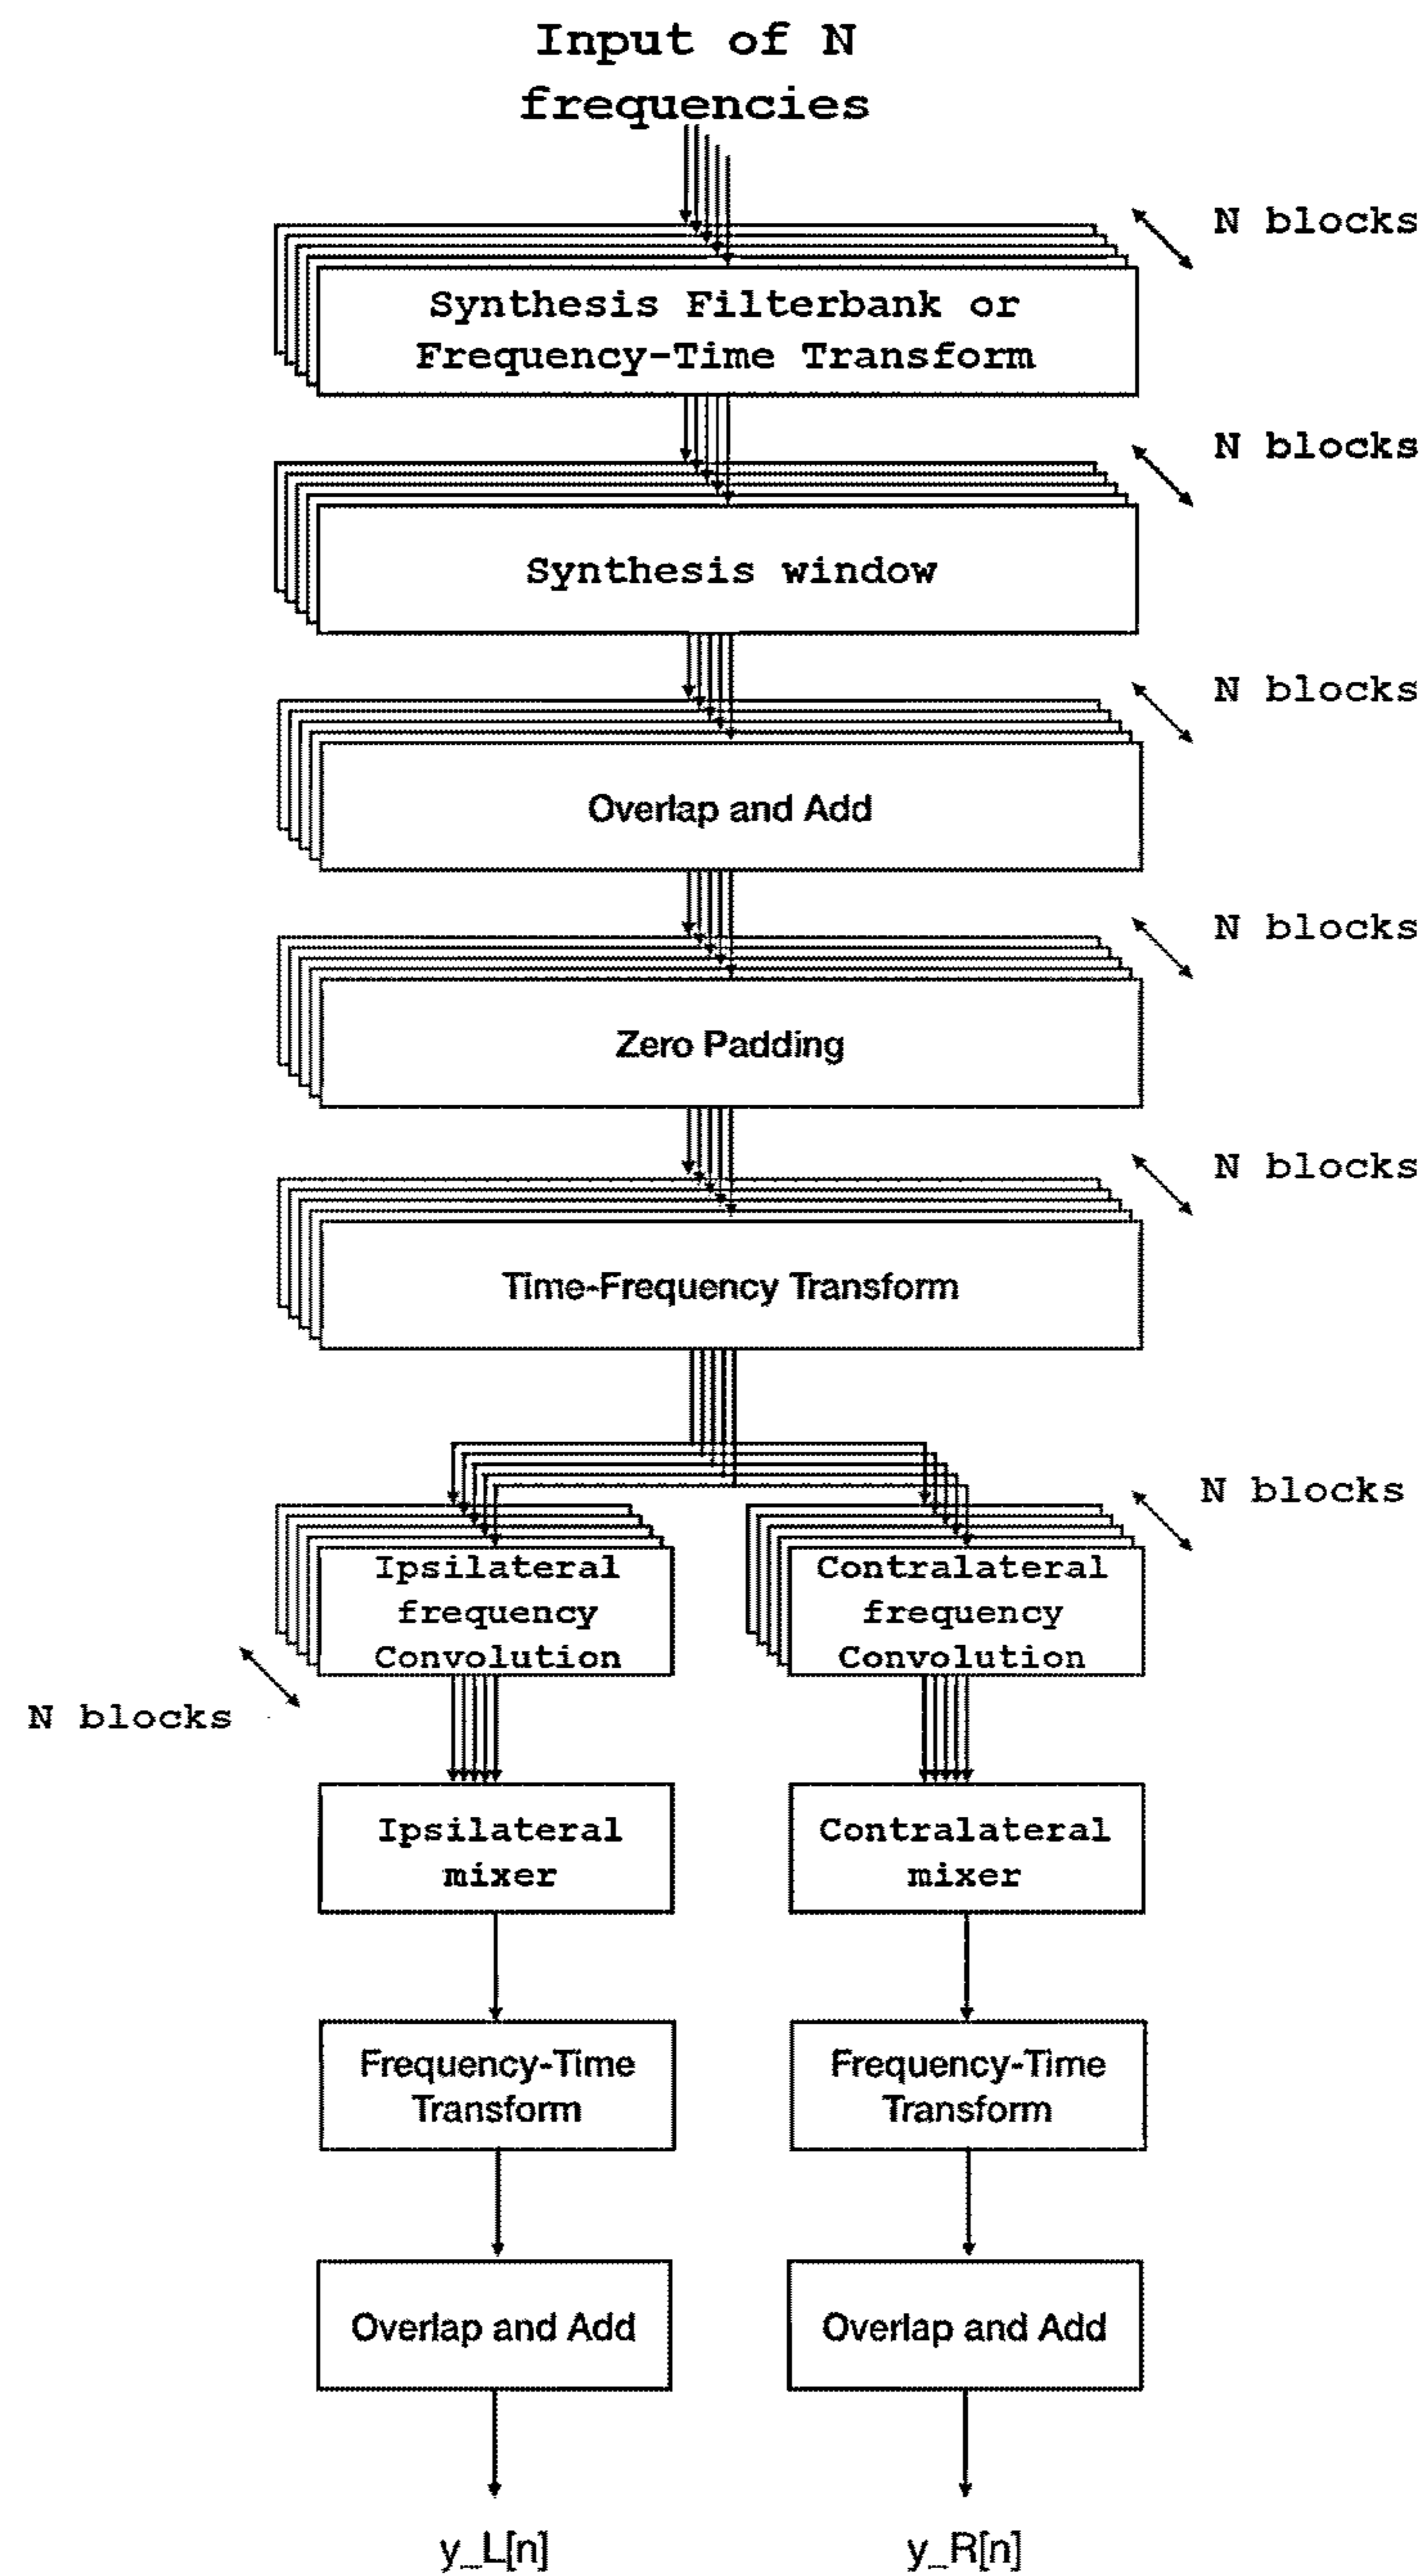 Input of N
frequencies
N blocks
Synthesis Filterbank or
Frequency-Time Transform
N blocks
Synthesis window
N blocks
Overlap and Add
N blocks
Zero Padding
N blocks
Time-Frequency Transform
N blocks
Ipsilateral
frequency
Convolution
Contralateral
frequency
Convolution
N blocks
Ipsilateral
mixer
Contralateral
mixer
Frequency-Time
Transform
Frequency-Time
Transform
Overlap and Add
Overlap and Add
y_L[n]
y_R[n]